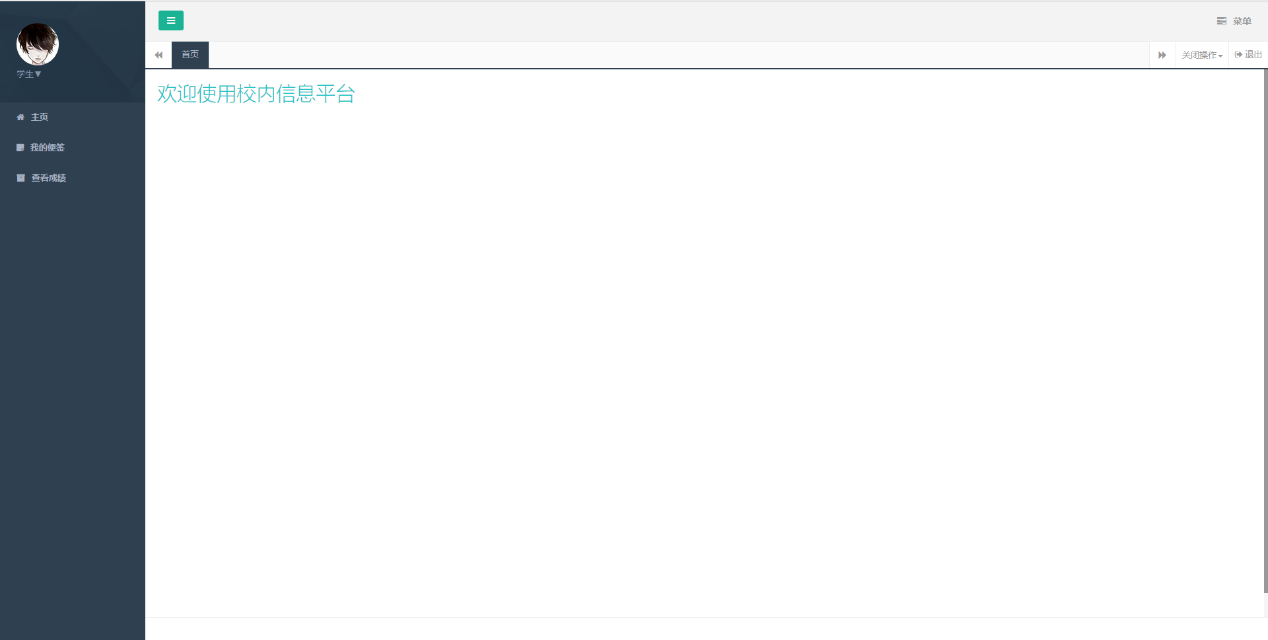 菜单
学生▼
首页
关闭操作
退出
欢迎使用校内信息平台
主页
我的便签
查看成绩